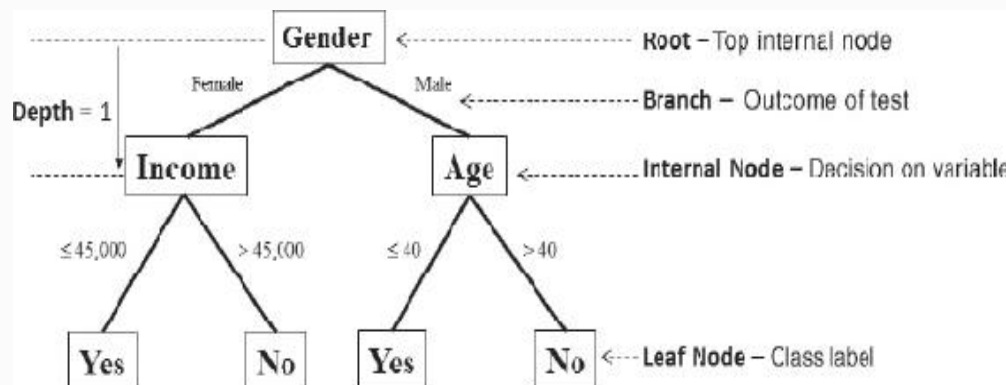 Gender
Root – Top internal node
Female
Male
Branch – Outcome of test
Depth = 1
Income
Age
Internal Node – Decision on variable
≤ 45,000
> 45,000
≤ 40
> 40
Yes
No
Yes
No
Leaf Node – Class label